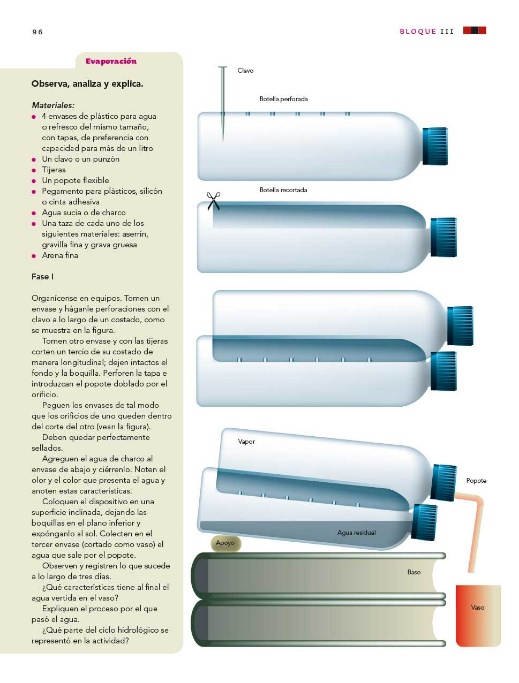 96
BLOQUE III
Evaporación
Observa, analiza y explica.
Materiales:
● 4 envases de plástico para agua
o refresco del mismo tamaño,
con tapas, de preferencia con
capacidad para más de un litro
● Un clavo o un punzón
● Tijeras
● Un popote flexible
● Pegamento para plásticos, silicón
o cinta adhesiva
● Agua sucia o de charco
● Una taza de cada uno de los
siguientes materiales: aserrín,
gravilla fina y grava gruesa
● Arena fina
Fase I
Organícense en equipos. Tomen un
envase y háganle perforaciones con el
clavo a lo largo de un costado, como
se muestra en la figura.
Tomen otro envase y con las tijeras
corten un tercio de su costado de
manera longitudinal; dejen intactos el
fondo y la boquilla. Perforen la tapa e
introduzcan el popote doblado por el
orificio.
Peguen los envases de tal modo
que los orificios de uno queden dentro
del corte del otro (vean la figura).
Deben quedar perfectamente
sellados.
Agreguen el agua de charco al
envase de abajo y ciérrenlo. Noten el
olor y el color que presenta el agua y
anoten estas características.
Coloquen el dispositivo en una
superficie inclinada, dejando las
boquillas en el plano inferior y
expónganlo al sol. Colecten en el
tercer envase (cortado como vaso) el
agua que sale por el popote.
Observen y registren lo que sucede
a lo largo de tres días.
¿Qué características tiene al final el
agua vertida en el vaso?
Expliquen el proceso por el que
pasó el agua.
¿Qué parte del ciclo hidrológico se
representó en la actividad?
Clavo
Botella perforada
Botella recortada
Vapor
Popote
Agua residual
Apoyo
Base
Vaso